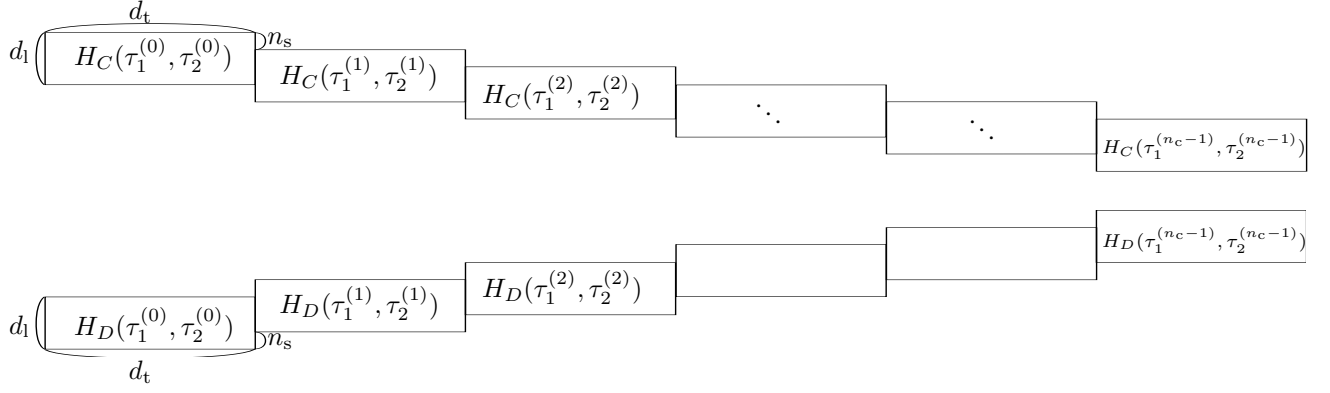 d_t
d_l
H_C(τ_1^{(0)}, τ_2^{(0)})
n_s
H_C(τ_1^{(1)}, τ_2^{(1)})
H_C(τ_1^{(2)}, τ_2^{(2)})
⋱
⋱
H_C(τ_1^{(n_c−1)}, τ_2^{(n_c−1)})
H_D(τ_1^{(n_c−1)}, τ_2^{(n_c−1)})
H_D(τ_1^{(2)}, τ_2^{(2)})
H_D(τ_1^{(1)}, τ_2^{(1)})
d_l
H_D(τ_1^{(0)}, τ_2^{(0)})
n_s
d_t